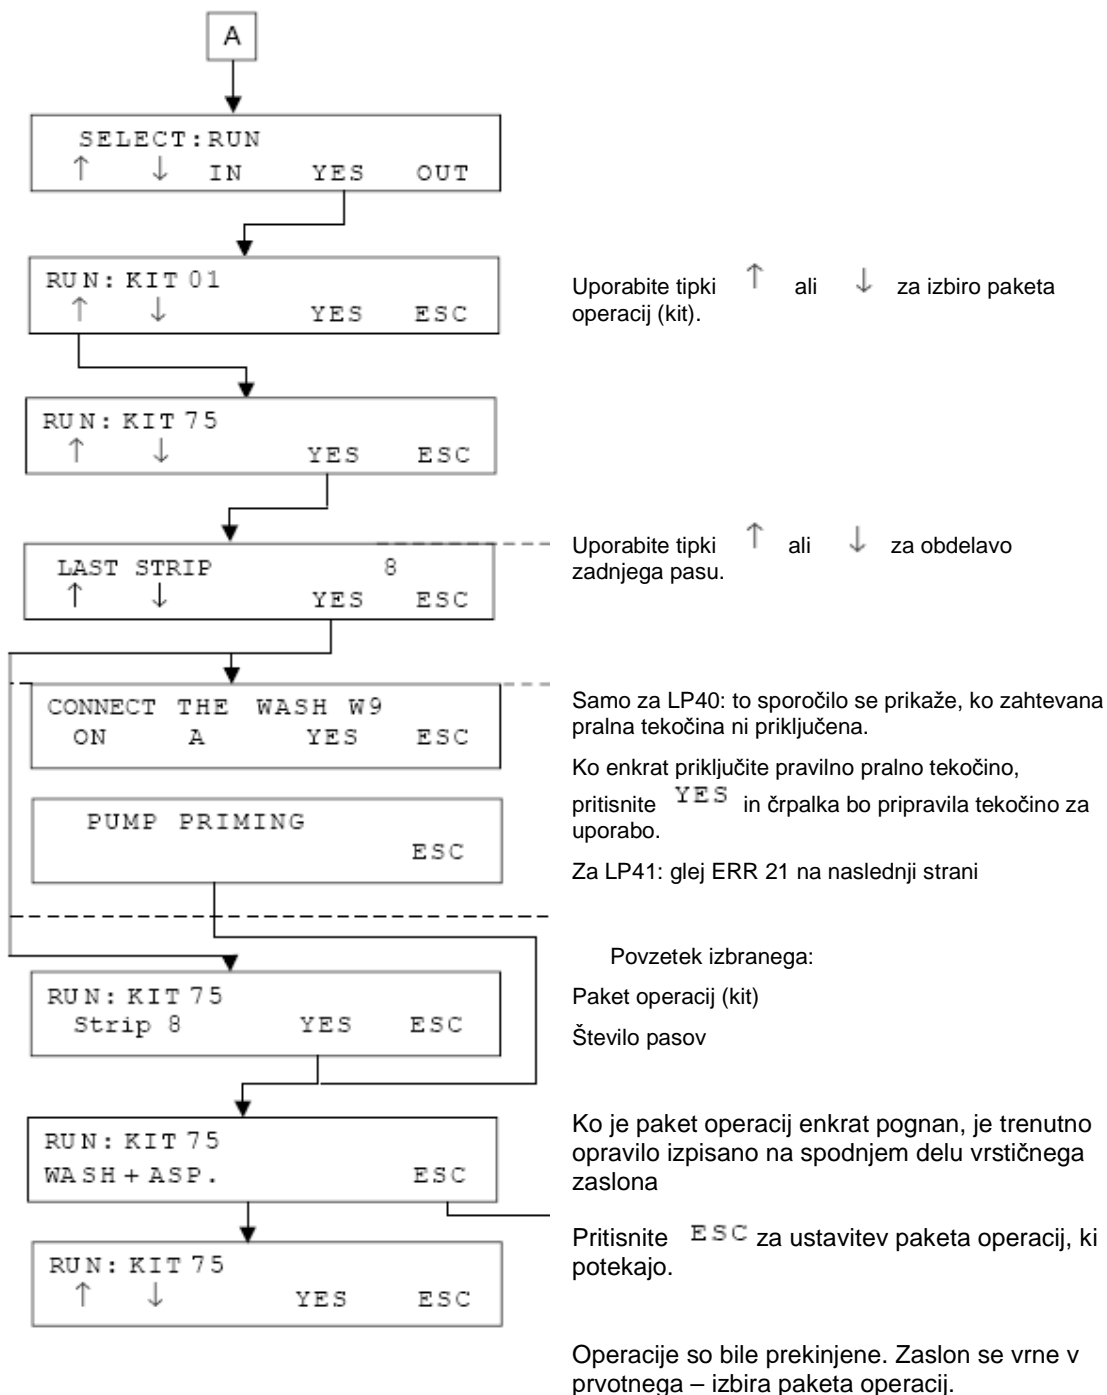 A
SELECT:RUN
↑ ↓ IN YES OUT
RUN: KIT 01
↑ ↓ YES ESC
Uporabite tipki ↑ ali ↓ za izbiro paketa
operacij (kit).
RUN: KIT 75
↑ ↓ YES ESC
LAST STRIP 8
↑ ↓ YES ESC
Uporabite tipki ↑ ali ↓ za obdelavo
zadnjega pasu.
CONNECT THE WASH W9
ON A YES ESC
Samo za LP40: to sporočilo se prikaže, ko zahtevana
pralna tekočina ni priključena.
Ko enkrat priključite pravilno pralno tekočino,
pritisnite YES in črpalka bo pripravila tekočino za
uporabo.
PUMP PRIMING
ESC
Za LP41: glej ERR 21 na naslednji strani
Povzetek izbranega:
RUN: KIT 75
Strip 8 YES ESC
Paket operacij (kit)
Število pasov
RUN: KIT 75
WASH+ASP. ESC
Ko je paket operacij enkrat pognan, je trenutno
opravilo izpisano na spodnjem delu vrstičnega
zaslona
Pritisnite ESC za ustavitev paketa operacij, ki
potekajo.
RUN: KIT 75
↑ ↓ YES ESC
Operacije so bile prekinjene. Zaslon se vrne v
prvotnega – izbira paketa operacij.